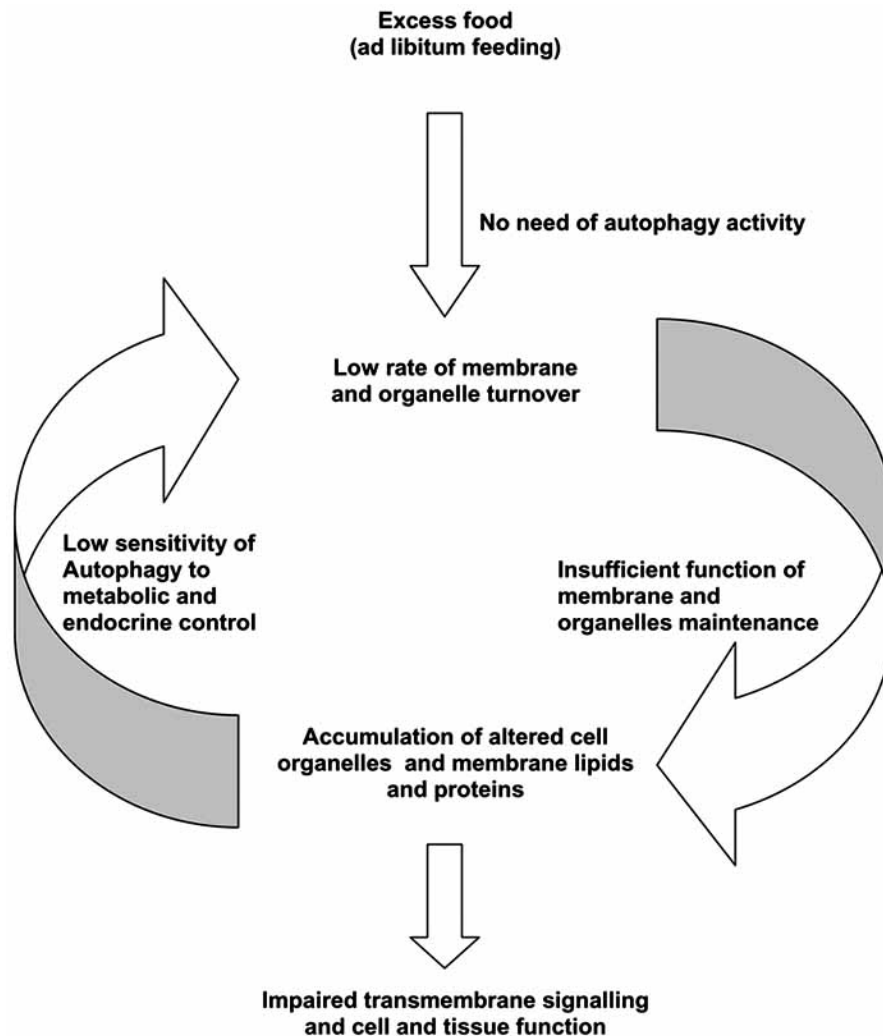 Excess food
(ad libitum feeding)
No need of autophagy activity
Low rate of membrane
and organelle turnover
Low sensitivity of
Autophagy to
metabolic and
endocrine control
Insufficient function of
membrane and
organelles maintenance
Accumulation of altered cell
organelles and membrane lipids
and proteins
Impaired transmembrane signalling
and cell and tissue function